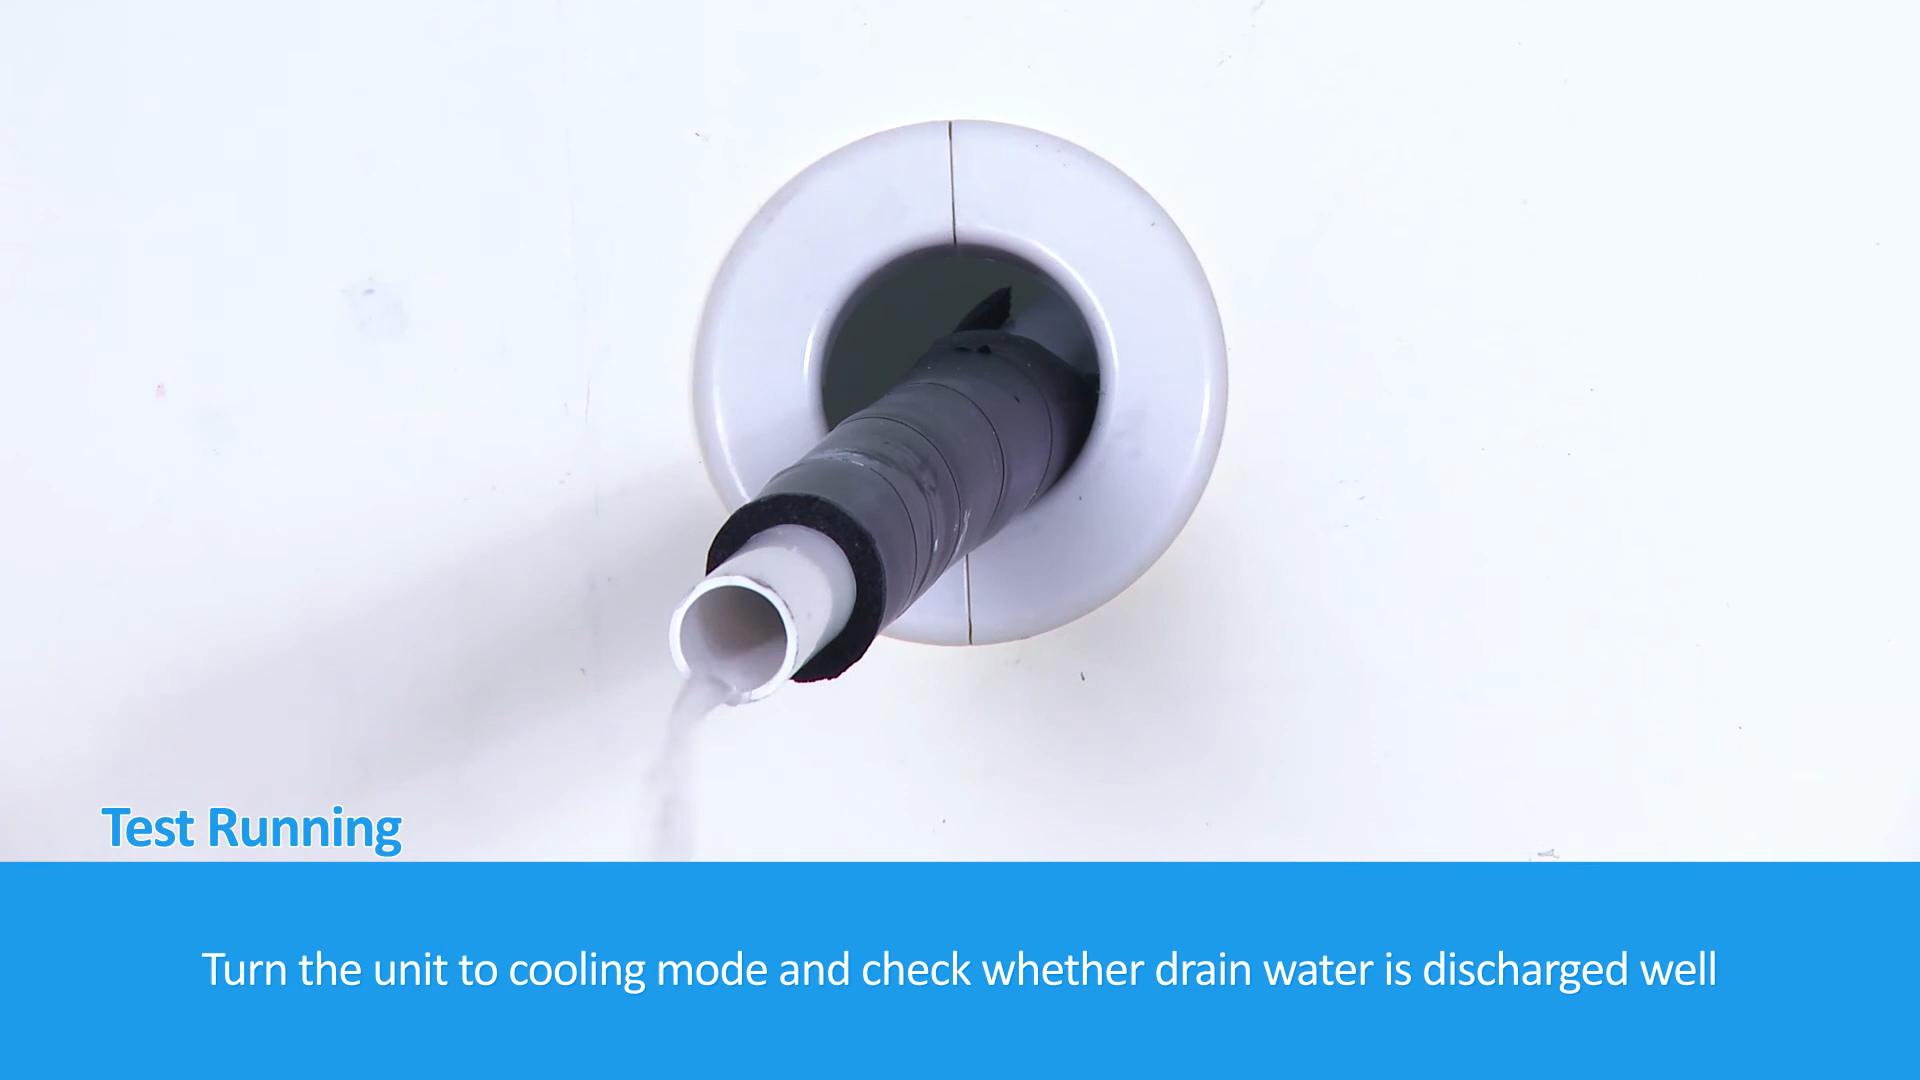 Test Running
Turn the unit to cooling mode and check whether drain water is discharged well